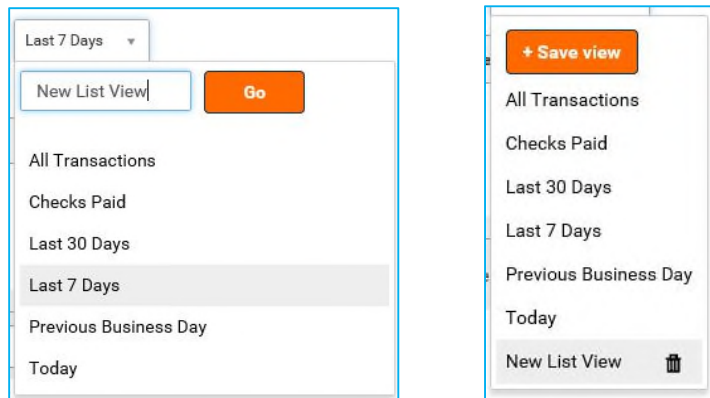 Last 7 Days
New List View
Go
All Transactions
Checks Paid
Last 30 Days
Last 7 Days
Previous Business Day
Today
+ Save view
All Transactions
Checks Paid
Last 30 Days
Last 7 Days
Previous Business Day
Today
New List View